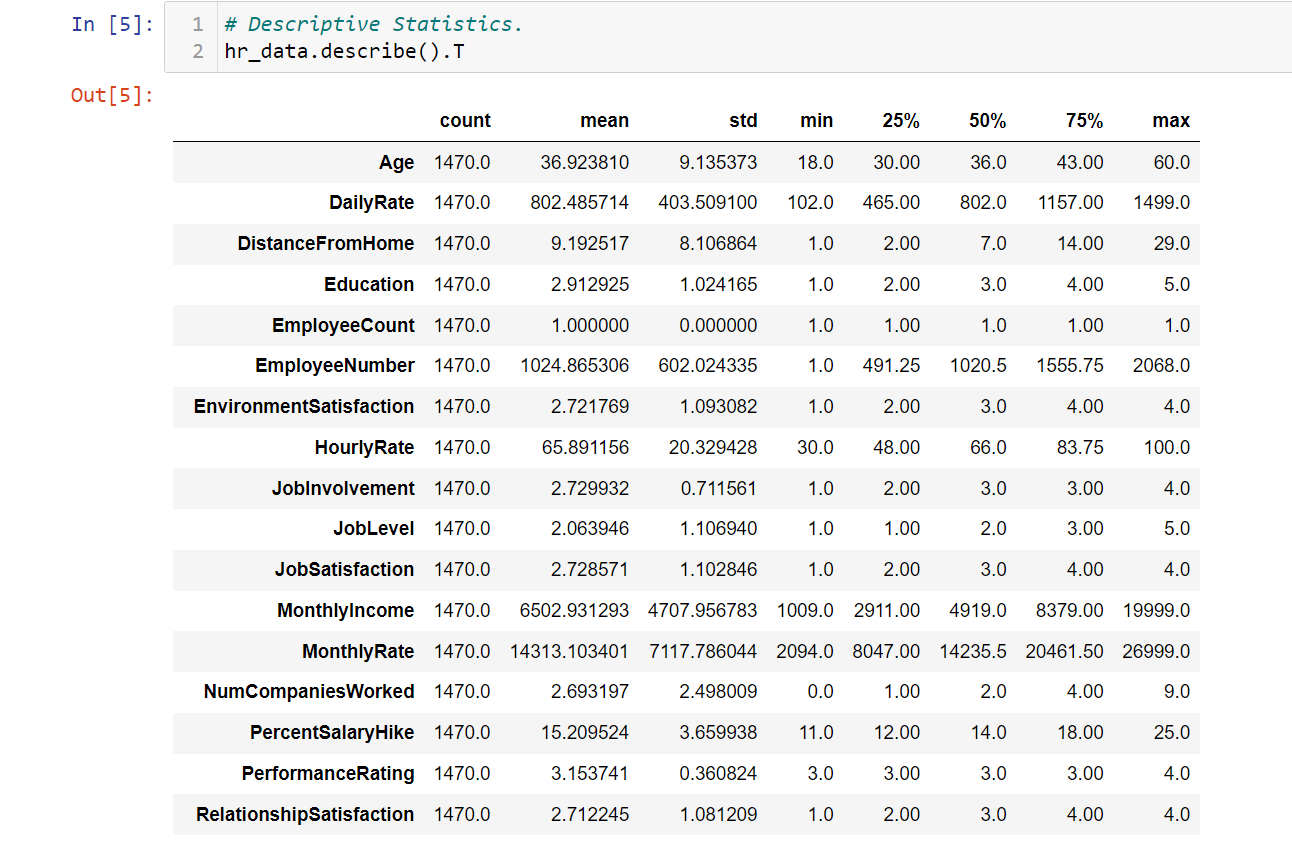 In [5]: 1 # Descriptive Statistics.
2 hr_data.describe().T
Out[5]:
count mean std min 25% 50% 75% max
Age 1470.0 36.923810 9.135373 18.0 30.00 36.0 43.00 60.0
DailyRate 1470.0 802.485714 403.509100 102.0 465.00 802.0 1157.00 1499.0
DistanceFromHome 1470.0 9.192517 8.106864 1.0 2.00 7.0 14.00 29.0
Education 1470.0 2.912925 1.024165 1.0 2.00 3.0 4.00 5.0
EmployeeCount 1470.0 1.000000 0.000000 1.0 1.00 1.0 1.00 1.0
EmployeeNumber 1470.0 1024.865306 602.024335 1.0 491.25 1020.5 1555.75 2068.0
EnvironmentSatisfaction 1470.0 2.721769 1.093082 1.0 2.00 3.0 4.00 4.0
HourlyRate 1470.0 65.891156 20.329428 30.0 48.00 66.0 83.75 100.0
JobInvolvement 1470.0 2.729932 0.711561 1.0 2.00 3.0 3.00 4.0
JobLevel 1470.0 2.063946 1.106940 1.0 1.00 2.0 3.00 5.0
JobSatisfaction 1470.0 2.728571 1.102846 1.0 2.00 3.0 4.00 4.0
MonthlyIncome 1470.0 6502.931293 4707.956783 1009.0 2911.00 4919.0 8379.00 19999.0
MonthlyRate 1470.0 14313.103401 7117.786044 2094.0 8047.00 14235.5 20461.50 26999.0
NumCompaniesWorked 1470.0 2.693197 2.498009 0.0 1.00 2.0 4.00 9.0
PercentSalaryHike 1470.0 15.209524 3.659938 11.0 12.00 14.0 18.00 25.0
PerformanceRating 1470.0 3.153741 0.360824 3.0 3.00 3.0 3.00 4.0
RelationshipSatisfaction 1470.0 2.712245 1.081209 1.0 2.00 3.0 4.00 4.0